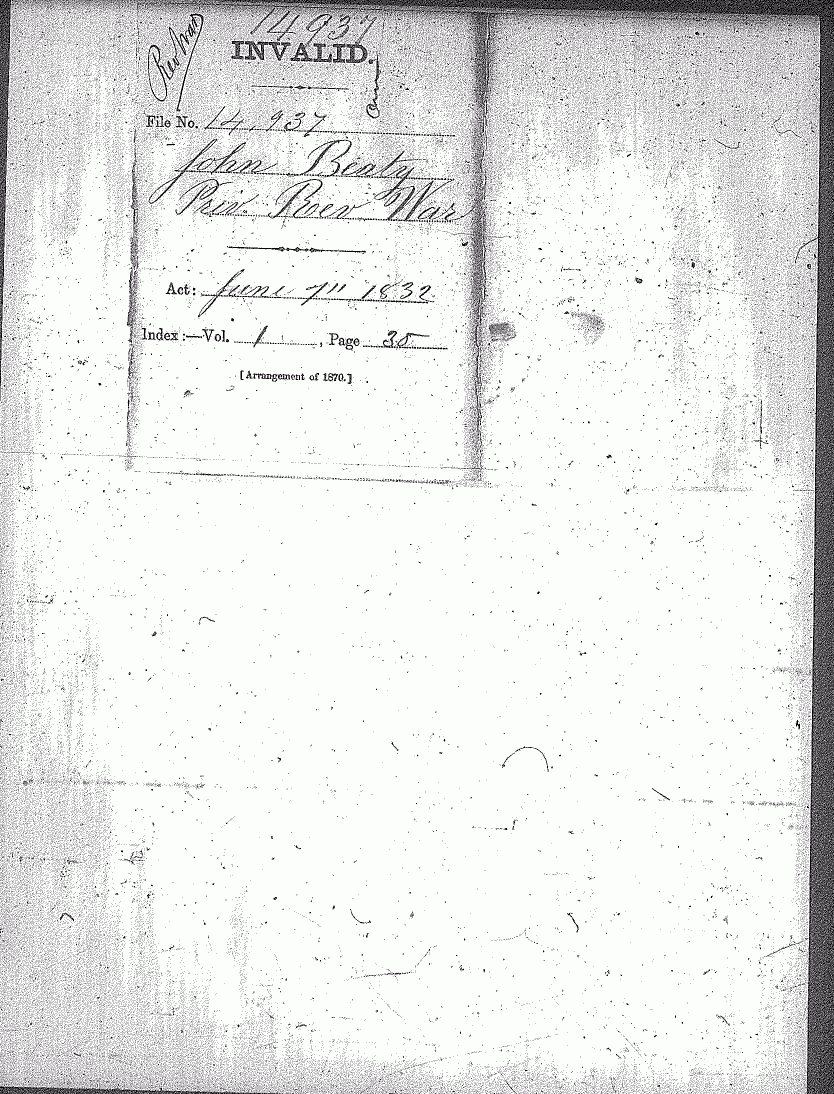 14937
Rev War
INVALID.
File No. 14,937
John Beaty
Priv. Rev War
Act: June 7" 1832
Index:—Vol. 1, Page 35
[Arrangement of 1870.]